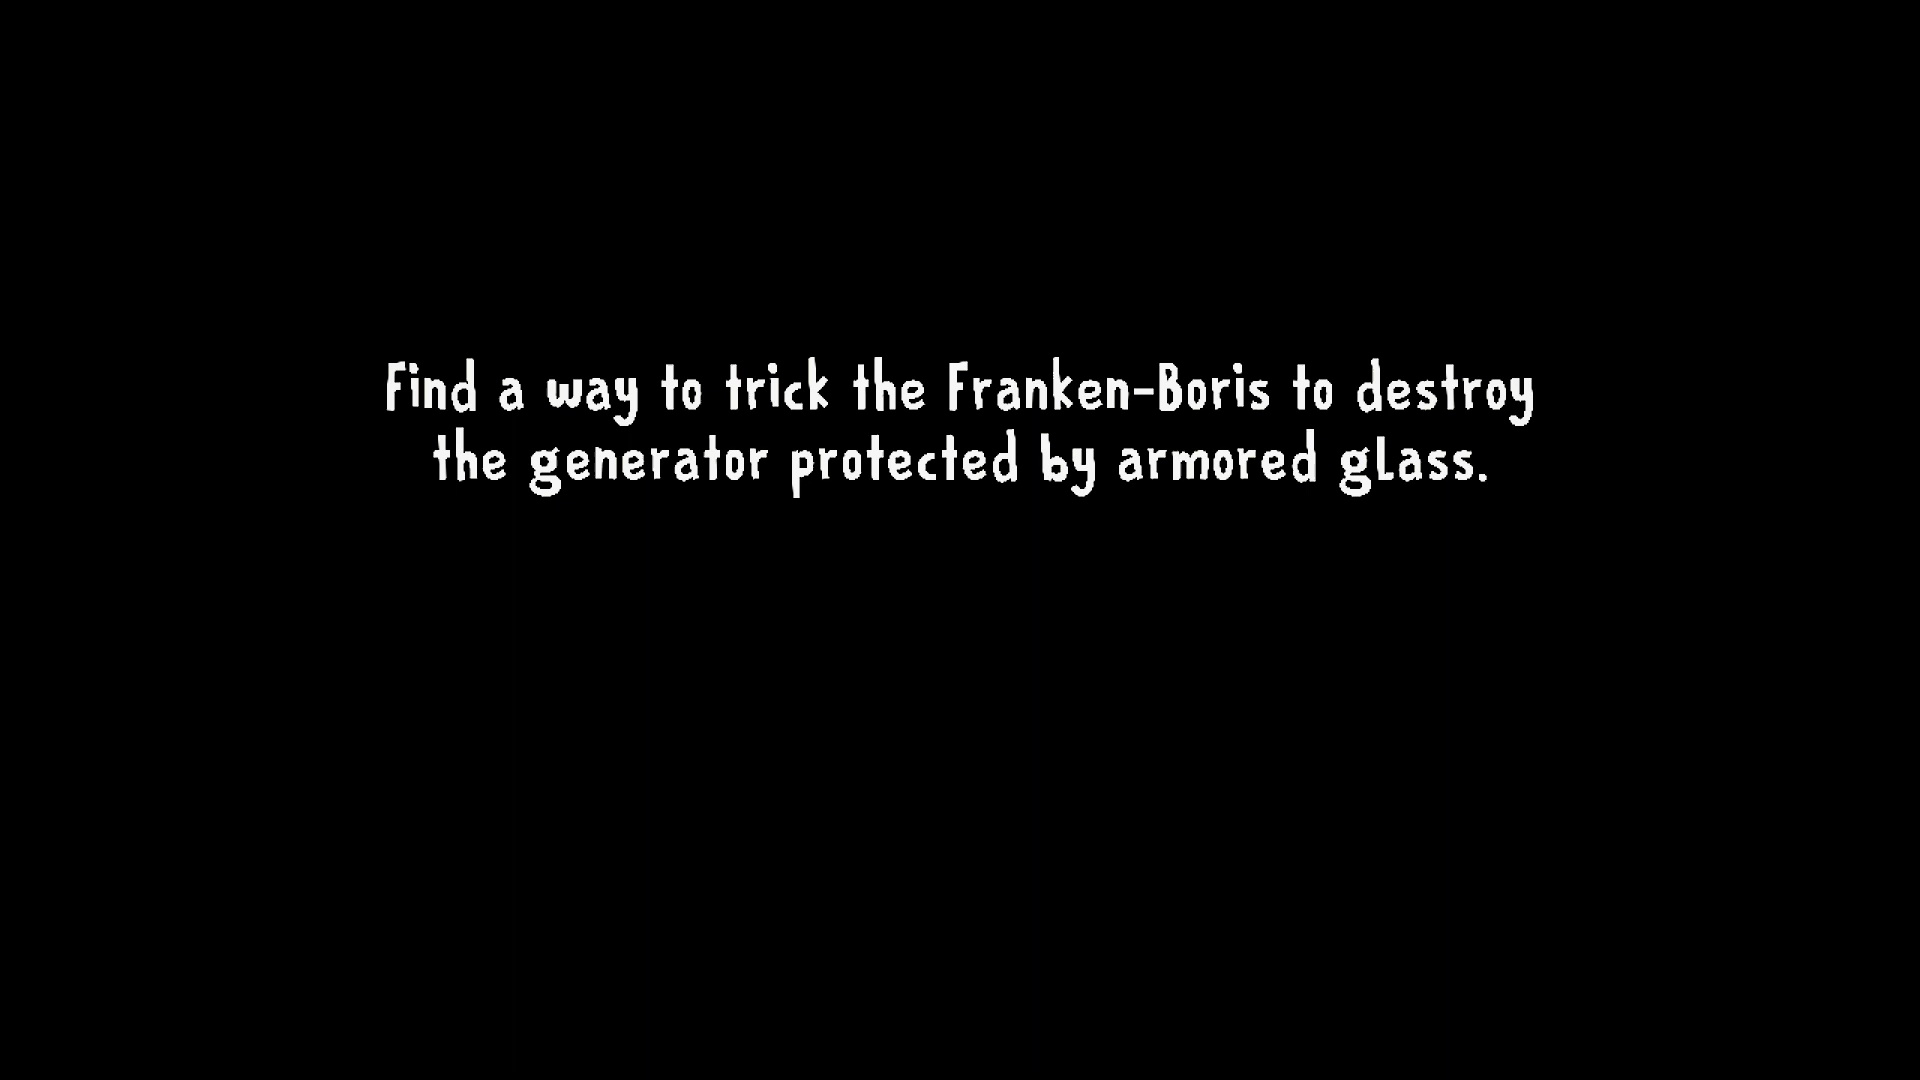 Find a way to trick the Franken-Boris to destroy
the generator protected by armored glass.